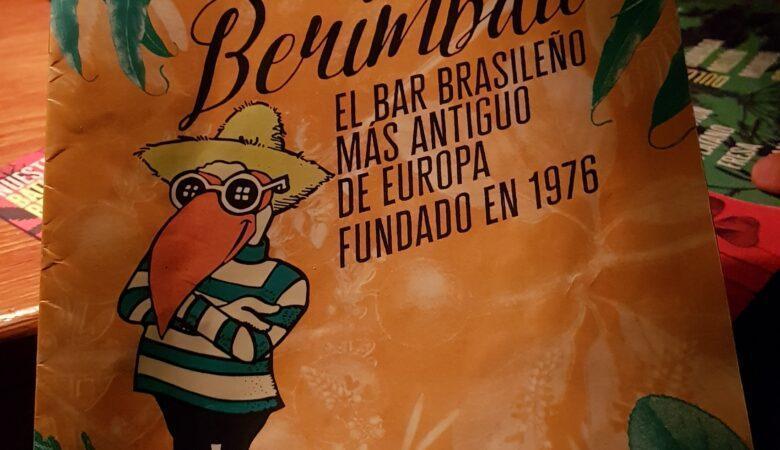 Berimbau
EL BAR BRASILEÑO
MÁS ANTIGUO
DE EUROPA
FUNDADO EN 1976